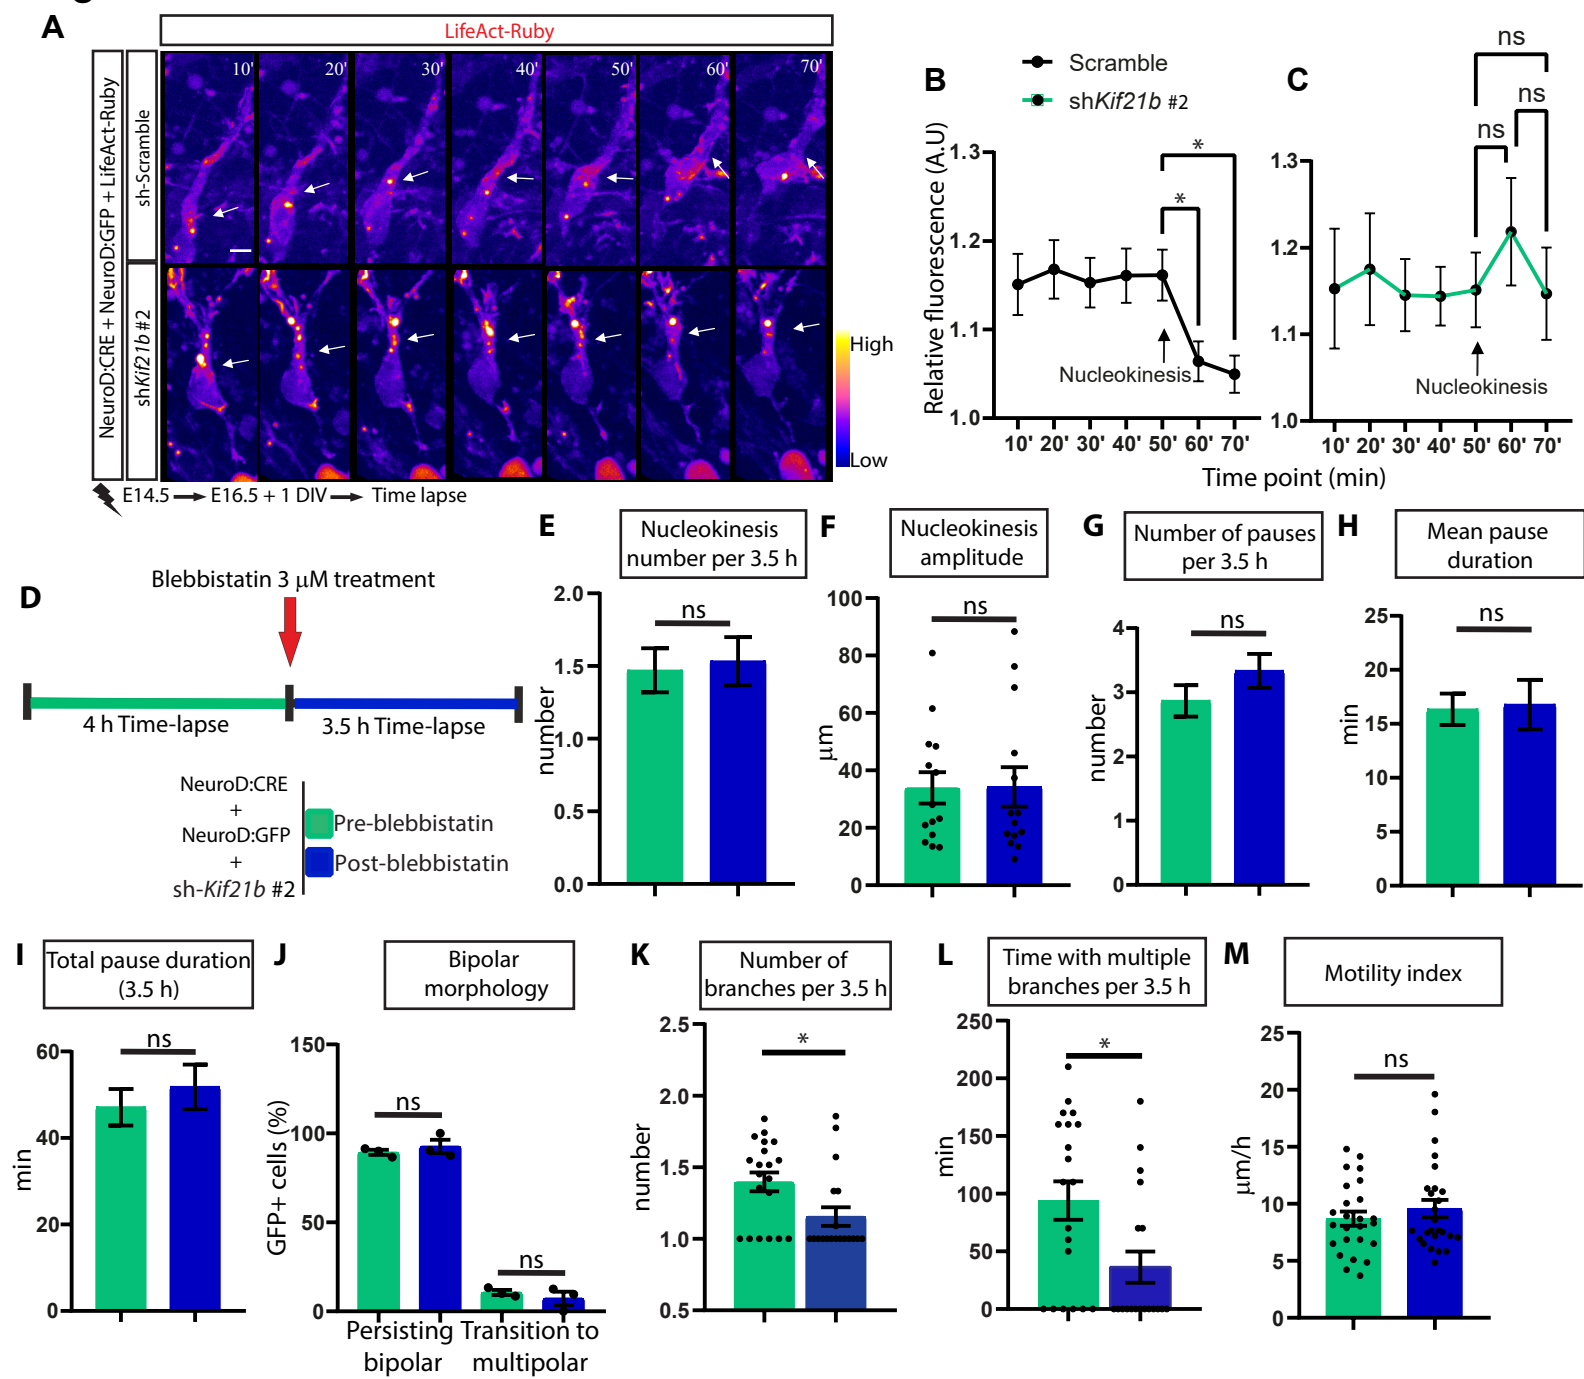 A
LifeAct-Ruby
NeuroD:CRE + NeuroD:GFP + LifeAct-Ruby
sh-Scramble
shKif21b #2
10' 20' 30' 40' 50' 60' 70'
High
Low
E14.5 E16.5 + 1 DIV Time lapse
Scramble
shKif21b #2
B
Relative fluorescence (A.U)
1.3
1.2
1.1
1.0
*
*
Nucleokinesis
10' 20' 30' 40' 50' 60' 70'
C
ns
ns
ns
1.3
1.2
1.1
1.0
Nucleokinesis
10' 20' 30' 40' 50' 60' 70'
Time point (min)
D
Blebbistatin 3 μM treatment
4 h Time-lapse
3.5 h Time-lapse
NeuroD:CRE
+
NeuroD:GFP
+
sh-Kif21b #2
Pre-blebbistatin
Post-blebbistatin
E
Nucleokinesis
number per 3.5 h
number
2.0
1.5
1.0
0.5
0.0
ns
F
Nucleokinesis
amplitude
μm
100
80
60
40
20
0
ns
G
Number of pauses
per 3.5 h
number
4
3
2
1
0
ns
H
Mean pause
duration
min
25
20
15
10
5
0
ns
I
Total pause duration
(3.5 h)
min
60
40
20
0
ns
J
Bipolar
morphology
GFP+ cells (%)
150
100
50
0
ns
ns
Persisting
bipolar
Transition to
multipolar
K
Number of
branches per 3.5 h
number
2.5
2.0
1.5
1.0
0.5
*
L
Time with multiple
branches per 3.5 h
min
250
200
150
100
50
0
*
M
Motility index
μm/h
25
20
15
10
5
0
ns